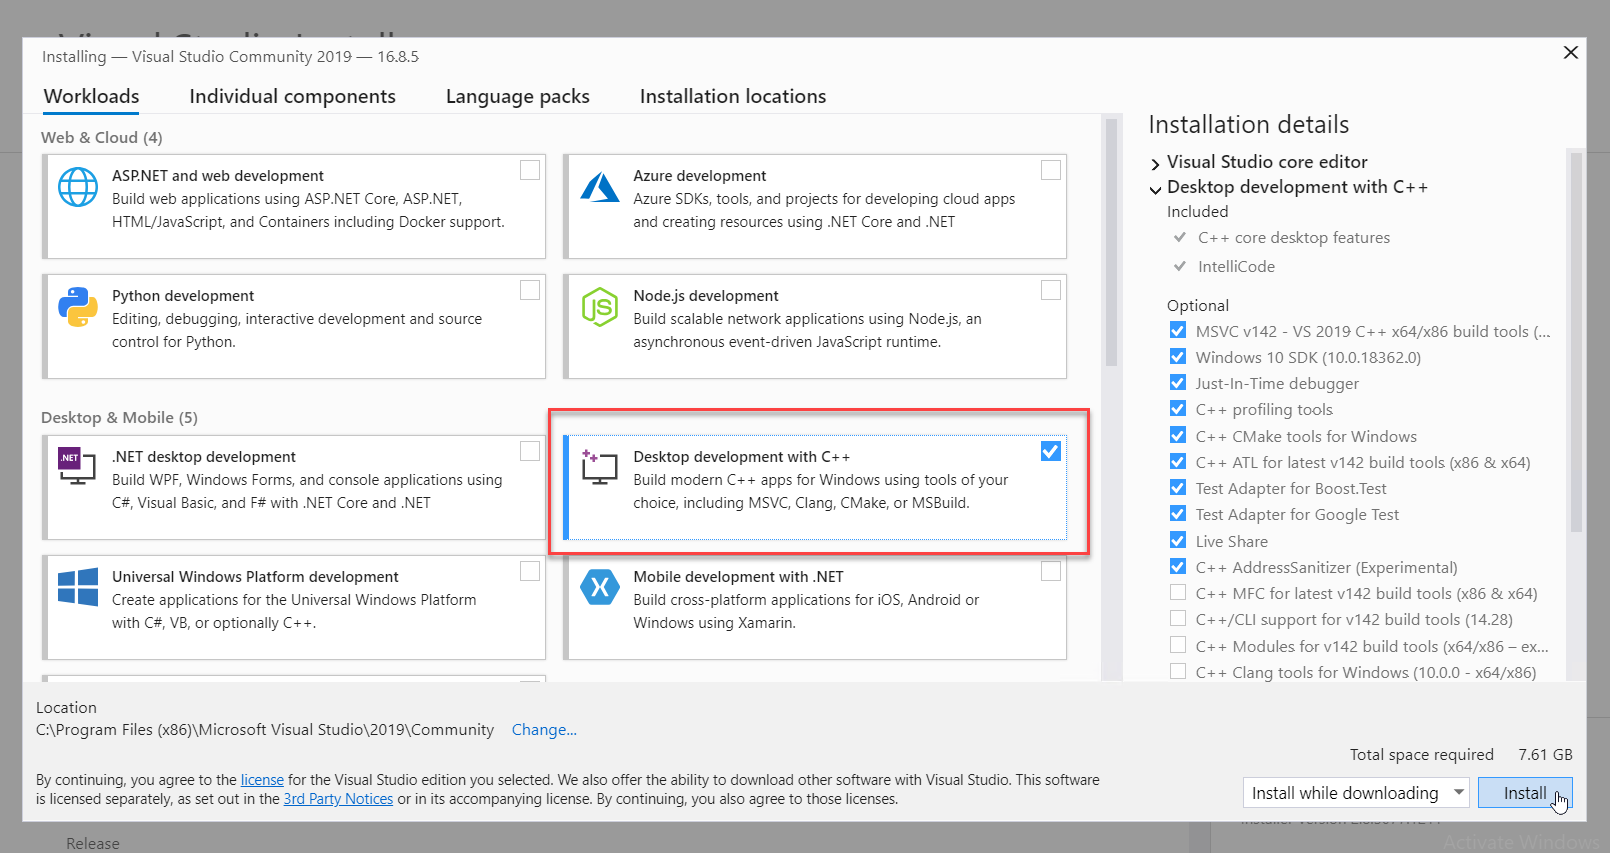 Installing — Visual Studio Community 2019 — 16.8.5
Workloads
Individual components
Language packs
Installation locations
Web & Cloud (4)
ASP.NET and web development
Build web applications using ASP.NET Core, ASP.NET,
HTML/JavaScript, and Containers including Docker support.
Azure development
Azure SDKs, tools, and projects for developing cloud apps
and creating resources using .NET Core and .NET
Python development
Editing, debugging, interactive development and source
control for Python.
Node.js development
Build scalable network applications using Node.js, an
asynchronous event-driven JavaScript runtime.
Desktop & Mobile (5)
.NET
.NET desktop development
Build WPF, Windows Forms, and console applications using
C#, Visual Basic, and F# with .NET Core and .NET
Desktop development with C++
Build modern C++ apps for Windows using tools of your
choice, including MSVC, Clang, CMake, or MSBuild.
Universal Windows Platform development
Create applications for the Universal Windows Platform
with C#, VB, or optionally C++.
Mobile development with .NET
Build cross-platform applications for iOS, Android or
Windows using Xamarin.
Installation details
Visual Studio core editor
Desktop development with C++
Included
C++ core desktop features
IntelliCode
Optional
MSVC v142 - VS 2019 C++ x64/x86 build tools (...
Windows 10 SDK (10.0.18362.0)
Just-In-Time debugger
C++ profiling tools
C++ CMake tools for Windows
C++ ATL for latest v142 build tools (x86 & x64)
Test Adapter for Boost.Test
Test Adapter for Google Test
Live Share
C++ AddressSanitizer (Experimental)
C++ MFC for latest v142 build tools (x86 & x64)
C++/CLI support for v142 build tools (14.28)
C++ Modules for v142 build tools (x64/x86 – ex...
C++ Clang tools for Windows (10.0.0 - x64/x86)
Location
C:\Program Files (x86)\Microsoft Visual Studio\2019\Community Change...
Total space required 7.61 GB
By continuing, you agree to the license for the Visual Studio edition you selected. We also offer the ability to download other software with Visual Studio. This software
is licensed separately, as set out in the 3rd Party Notices or in its accompanying license. By continuing, you also agree to those licenses.
Install while downloading
Install
Release
Activate Windows